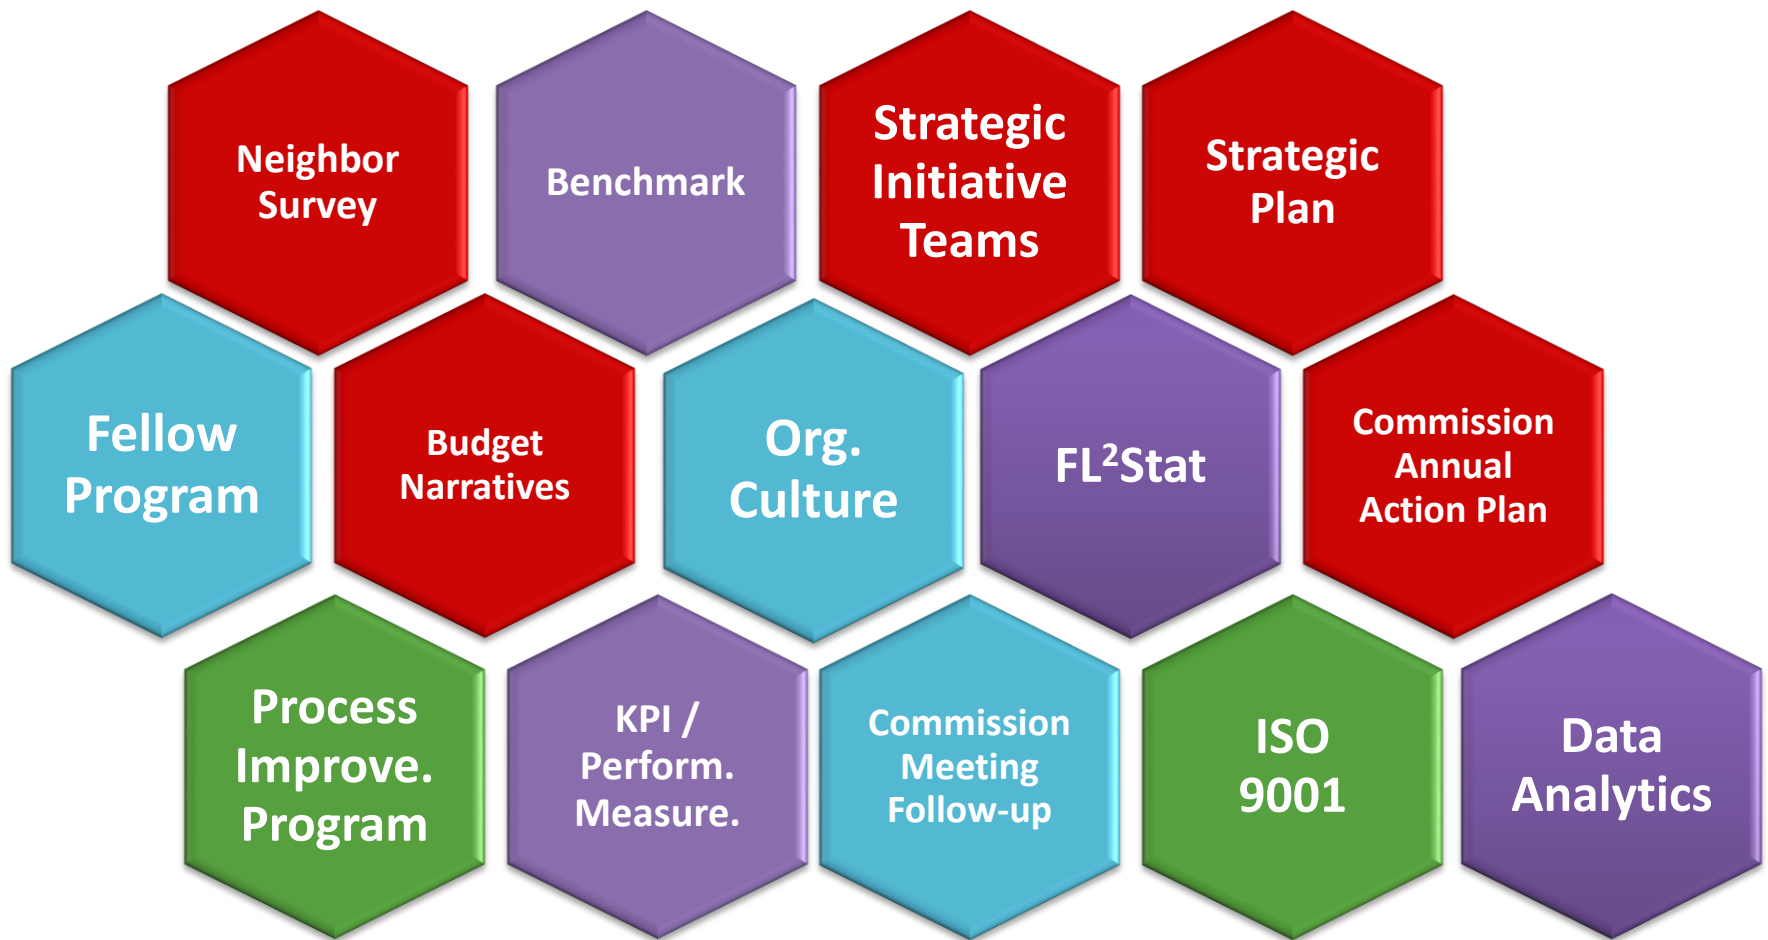 Neighbor
Survey
Benchmark
Strategic
Initiative
Teams
Strategic
Plan
Fellow
Program
Budget
Narratives
Org.
Culture
FL²Stat
Commission
Annual
Action Plan
Process
Improve.
Program
KPI /
Perform.
Measure.
Commission
Meeting
Follow-up
ISO
9001
Data
Analytics